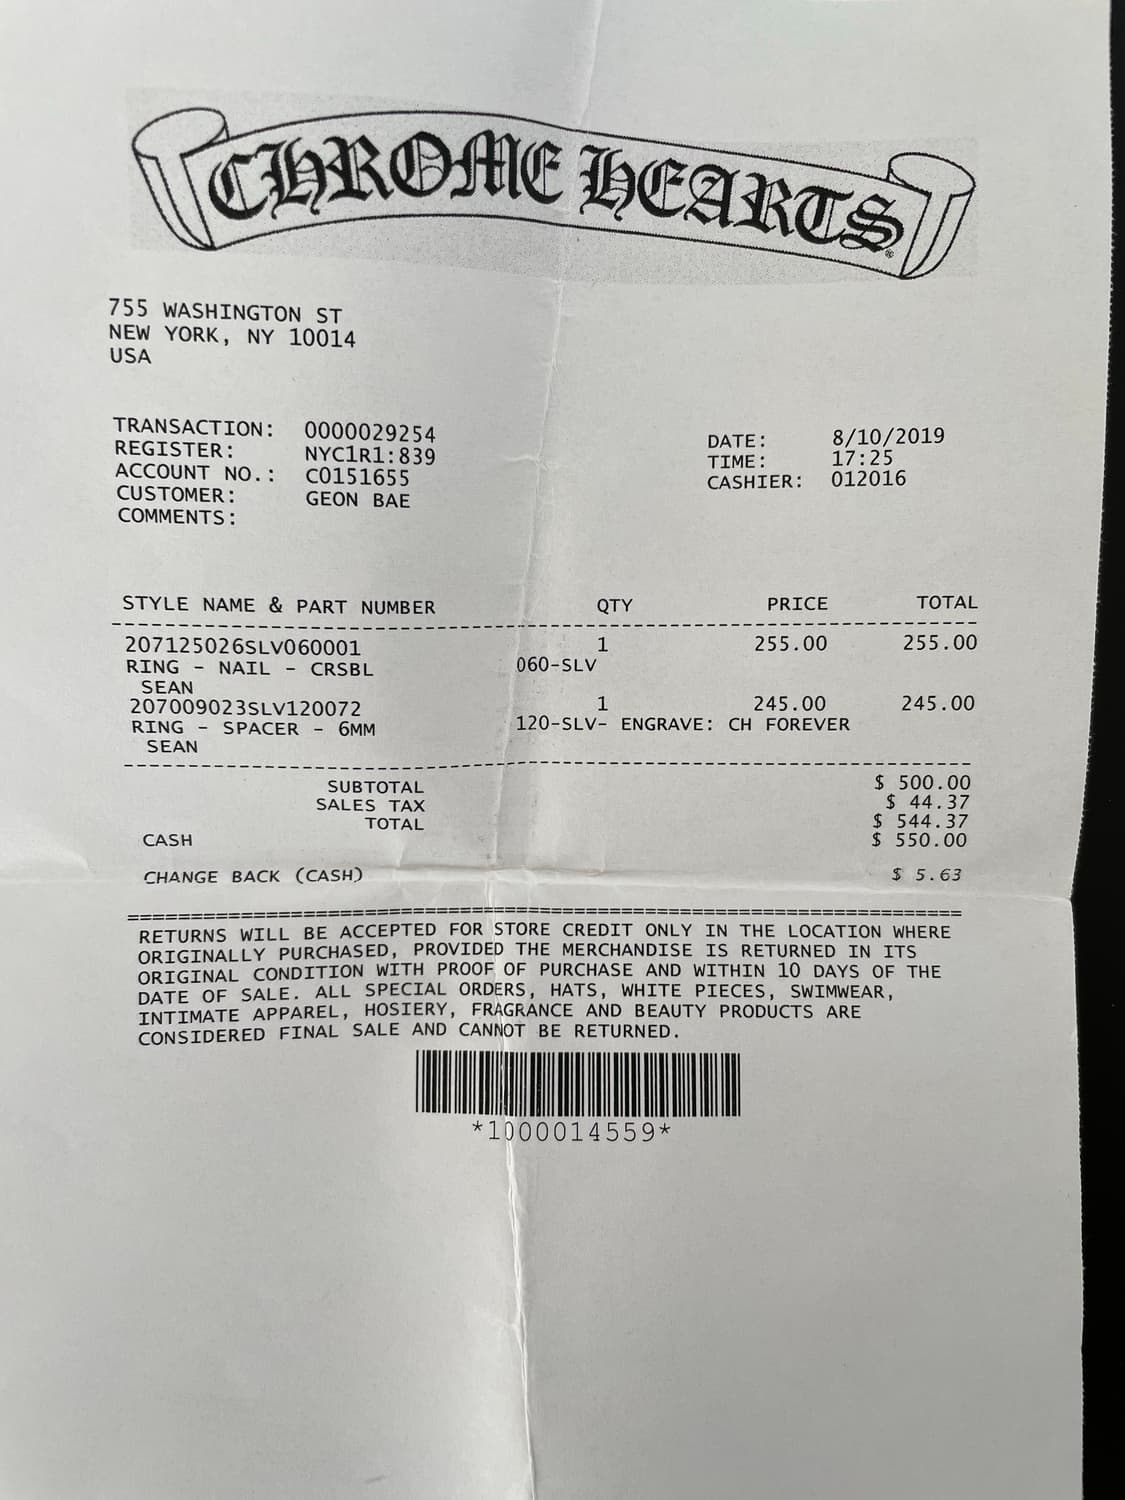 CHROME HEARTS®
755 WASHINGTON ST
NEW YORK, NY 10014
USA
TRANSACTION: 0000029254
REGISTER: NYC1R1:839
ACCOUNT NO.: C0151655
CUSTOMER: GEON BAE
COMMENTS:
DATE: 8/10/2019
TIME: 17:25
CASHIER: 012016
STYLE NAME & PART NUMBER QTY PRICE TOTAL
207125026SLV060001 1 255.00 255.00
RING - NAIL - CRSBL 060-SLV
SEAN
207009023SLV120072 1 245.00 245.00
RING - SPACER - 6MM 120-SLV- ENGRAVE: CH FOREVER
SEAN
SUBTOTAL $ 500.00
SALES TAX $ 44.37
TOTAL $ 544.37
CASH $ 550.00
CHANGE BACK (CASH) $ 5.63
RETURNS WILL BE ACCEPTED FOR STORE CREDIT ONLY IN THE LOCATION WHERE
ORIGINALLY PURCHASED, PROVIDED THE MERCHANDISE IS RETURNED IN ITS
ORIGINAL CONDITION WITH PROOF OF PURCHASE AND WITHIN 10 DAYS OF THE
DATE OF SALE. ALL SPECIAL ORDERS, HATS, WHITE PIECES, SWIMWEAR,
INTIMATE APPAREL, HOSIERY, FRAGRANCE AND BEAUTY PRODUCTS ARE
CONSIDERED FINAL SALE AND CANNOT BE RETURNED.
*1000014559*